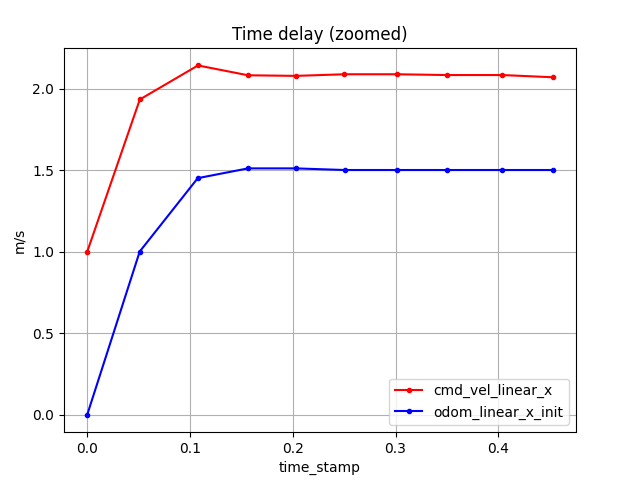 Time delay (zoomed)
2.0
1.5
1.0
0.5
0.0
m/s
0.0 0.1 0.2 0.3 0.4
time_stamp
cmd_vel_linear_x
odom_linear_x_init